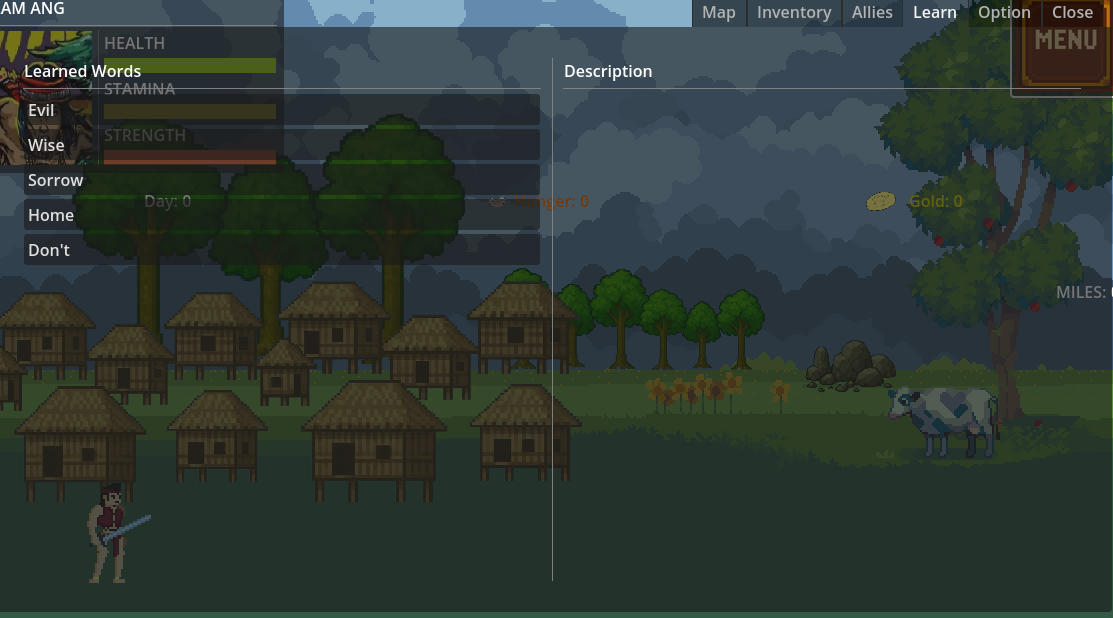 AM ANG
Map Inventory Allies Learn Option Close
MENU
HEALTH
Learned Words
Description
STAMINA
Evil
STRENGTH
Wise
Sorrow
Day: 0
Hunger: 0
Gold: 0
Home
Don't
MILES: 0